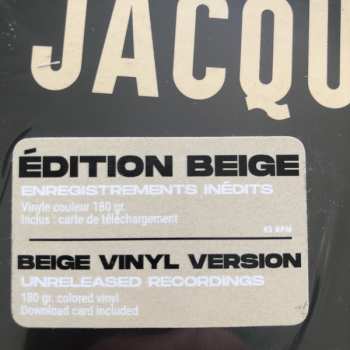 JACQU
ÉDITION BEIGE
ENREGISTREMENTS INÉDITS
Vinyle couleur 180 gr.
Inclus : carte de téléchargement
45 RPM
BEIGE VINYL VERSION
UNRELEASED RECORDINGS
180 gr. colored vinyl
Download card included